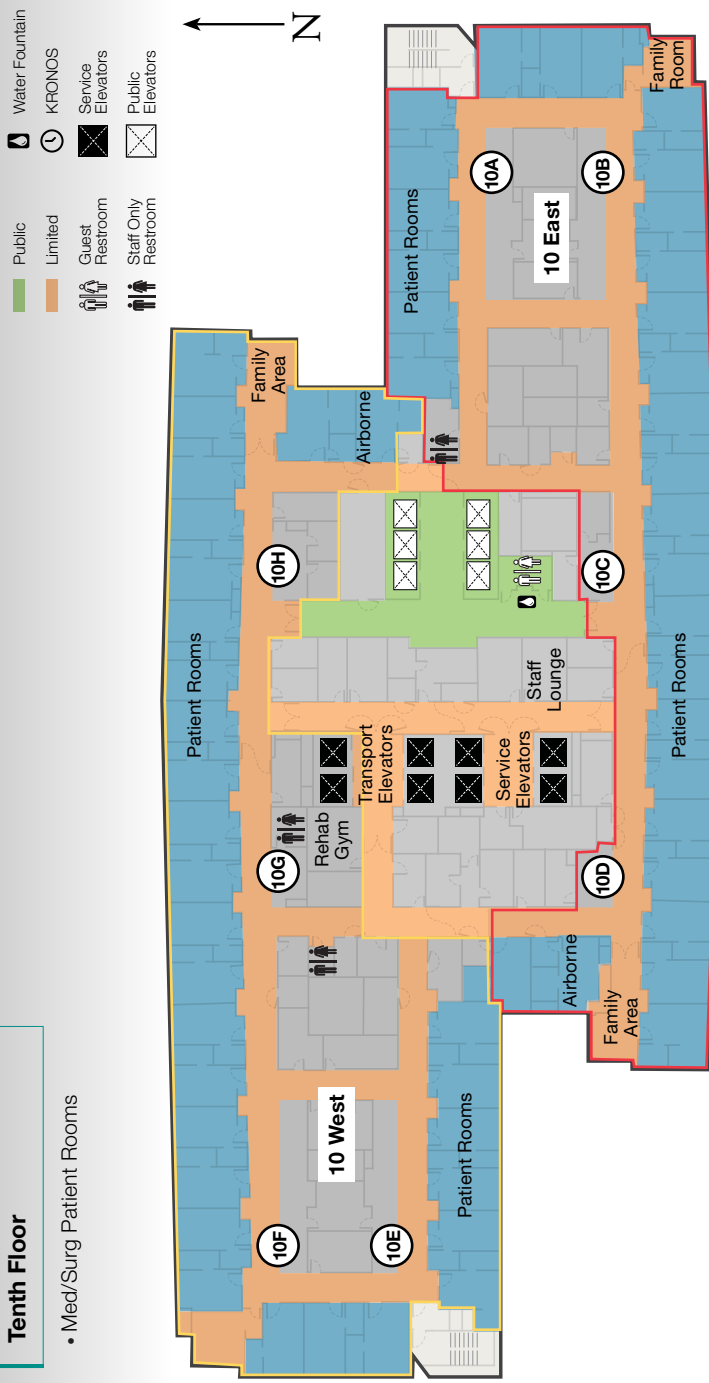 Tenth Floor
• Med/Surg Patient Rooms
Public
Limited
Guest
Restroom
Staff Only
Restroom
Water Fountain
KRONOS
Service
Elevators
Public
Elevators
N
Patient Rooms
Family
Area
Airborne
10H
10G
10F
10E
Rehab
Gym
10 West
Patient Rooms
Transport
Elevators
Service
Elevators
Staff
Lounge
Patient Rooms
10A
10B
10 East
Family
Room
10C
10D
Airborne
Family
Area
Patient Rooms